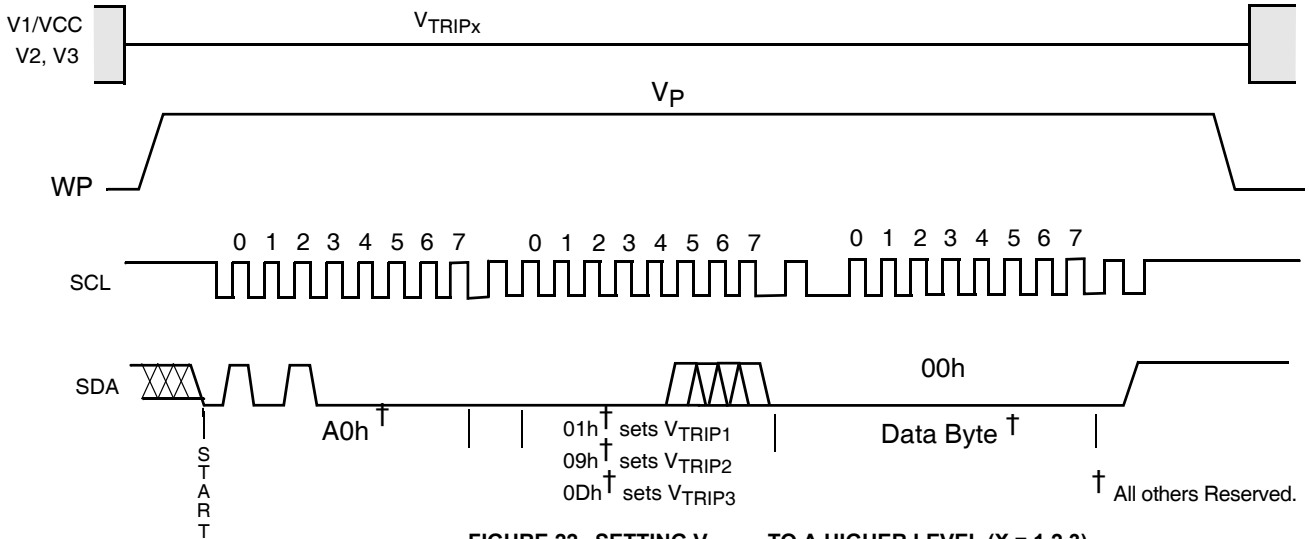 V1/VCC
V2, V3
VTRIPx
VP
WP
0 1 2 3 4 5 6 7 0 1 2 3 4 5 6 7 0 1 2 3 4 5 6 7
SCL
SDA
00h
A0h †
01h† sets VTRIP1
09h† sets VTRIP2
0Dh† sets VTRIP3
Data Byte †
START
† All others Reserved.